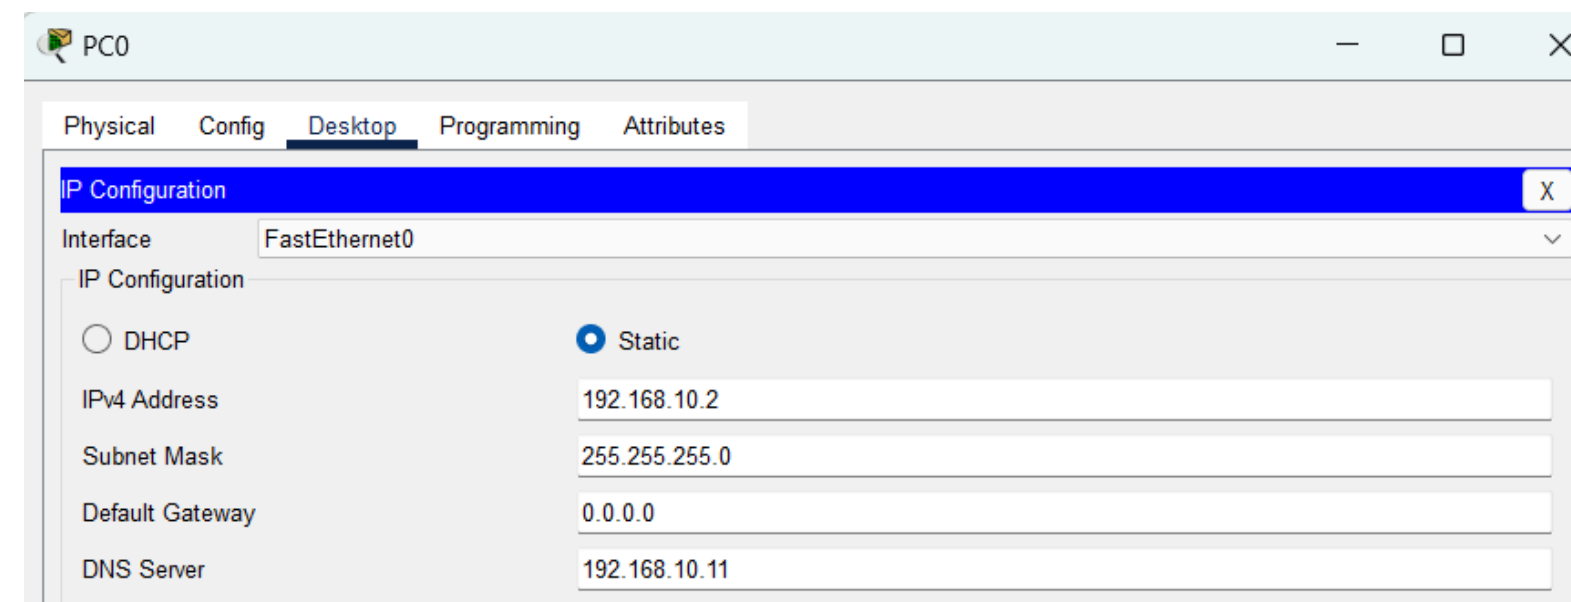 PC0
Physical Config Desktop Programming Attributes
IP Configuration X
Interface FastEthernet0
IP Configuration
DHCP Static
IPv4 Address 192.168.10.2
Subnet Mask 255.255.255.0
Default Gateway 0.0.0.0
DNS Server 192.168.10.11